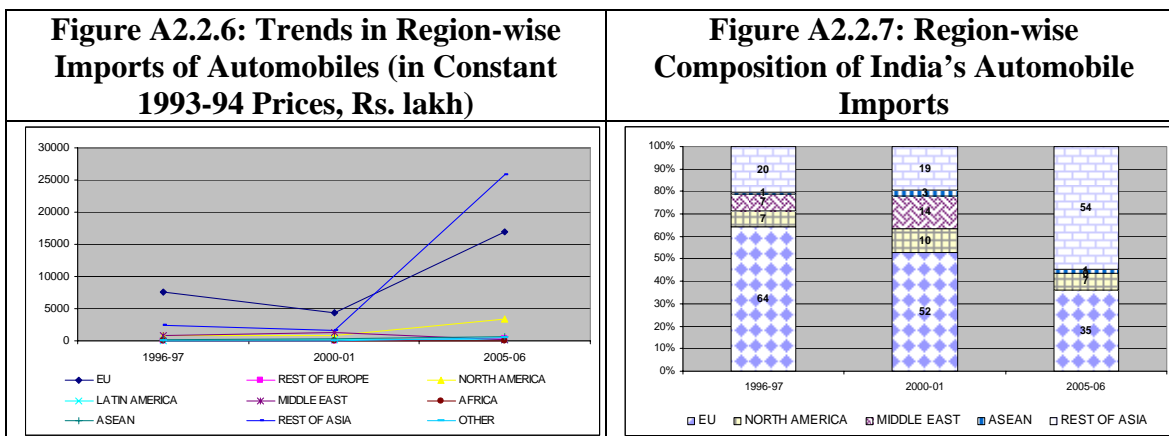 Figure A2.2.6: Trends in Region-wise
Imports of Automobiles (in Constant
1993-94 Prices, Rs. lakh)
30000
25000
20000
15000
10000
5000
0
1996-97 2000-01 2005-06
EU REST OF EUROPE NORTH AMERICA
LATIN AMERICA MIDDLE EAST AFRICA
ASEAN REST OF ASIA OTHER
Figure A2.2.7: Region-wise
Composition of India's Automobile
Imports
100%
90%
80%
70%
60%
50%
40%
30%
20%
10%
0%
20
1
7
7
64
19
3
14
10
52
54
7
35
1996-97 2000-01 2005-06
EU NORTH AMERICA MIDDLE EAST ASEAN REST OF ASIA